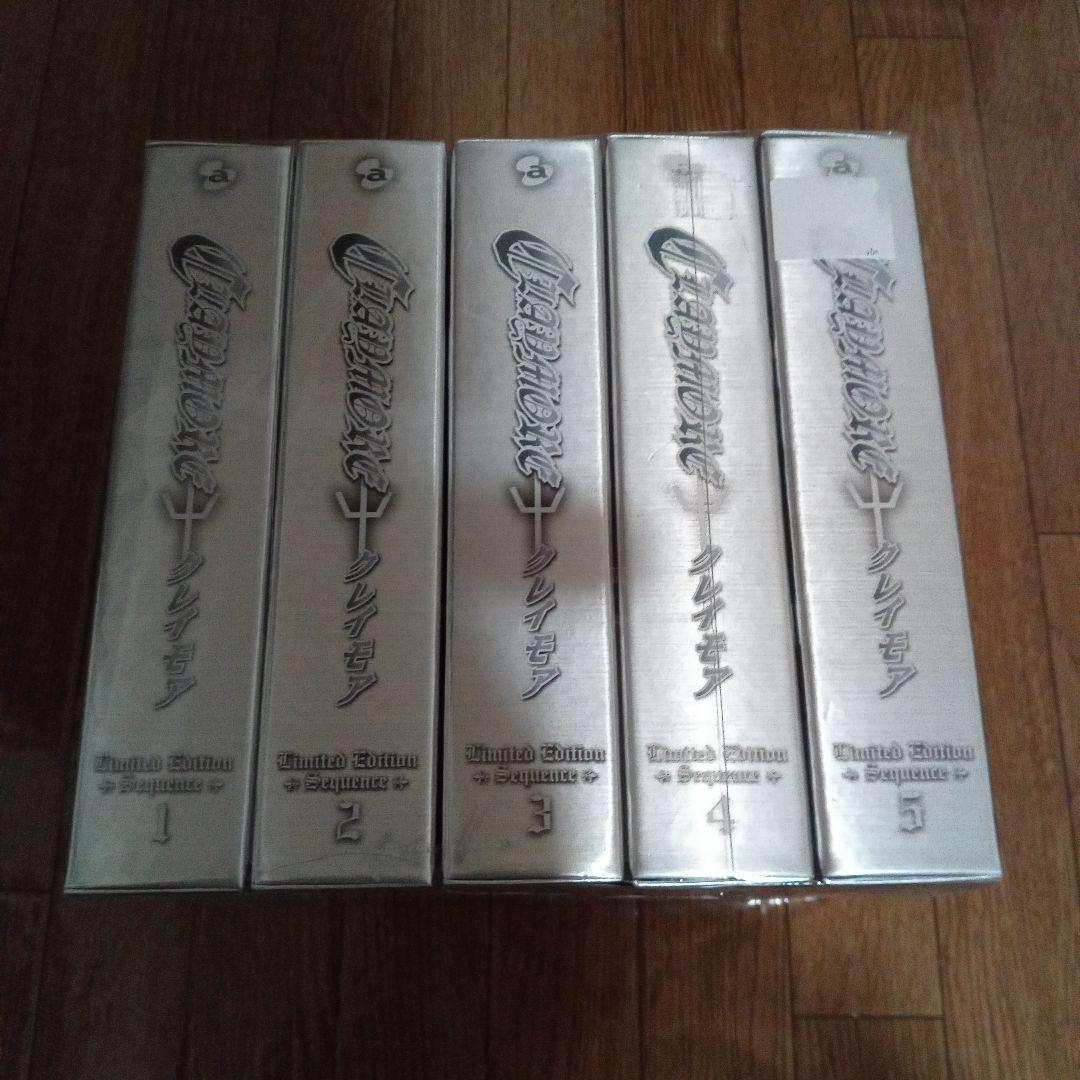 a
CLAYMORE
クレイモア
Limited Edition
Sequence
1
a
CLAYMORE
クレイモア
Limited Edition
Sequence
2
a
CLAYMORE
クレイモア
Limited Edition
Sequence
3
CLAYMORE
クレイモア
Limited Edition
Sequence
4
a
CLAYMORE
クレイモア
Limited Edition
Sequence
5